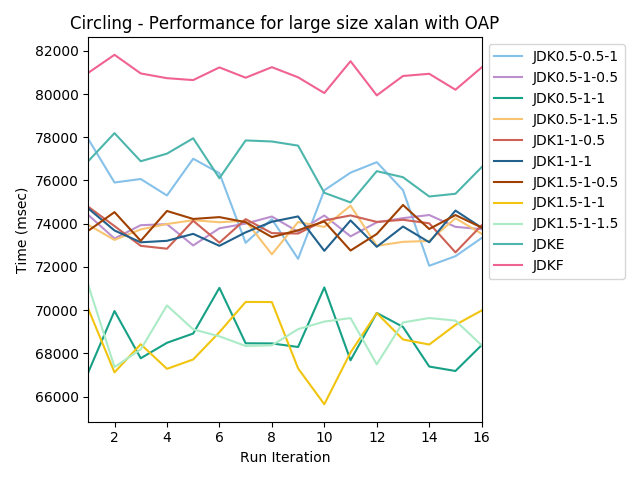 Circling - Performance for large size xalan with OAP
82000
80000
78000
76000
74000
72000
70000
68000
66000
Time (msec)
2 4 6 8 10 12 14 16
Run Iteration
JDK0.5-0.5-1
JDK0.5-1-0.5
JDK0.5-1-1
JDK0.5-1-1.5
JDK1-1-0.5
JDK1-1-1
JDK1.5-1-0.5
JDK1.5-1-1
JDK1.5-1-1.5
JDKE
JDKF